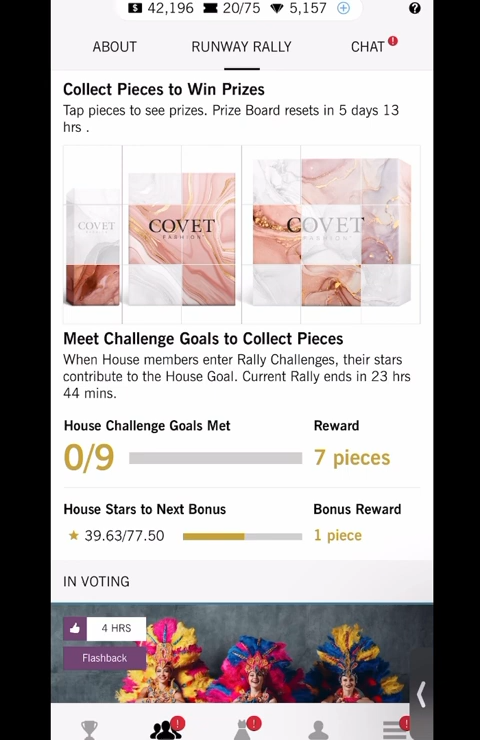 42,196 20/75 5,157
ABOUT RUNWAY RALLY CHAT
Collect Pieces to Win Prizes
Tap pieces to see prizes. Prize Board resets in 5 days 13
hrs .
COVET COVET COVET
FASHION FASHION
Meet Challenge Goals to Collect Pieces
When House members enter Rally Challenges, their stars
contribute to the House Goal. Current Rally ends in 23 hrs
44 mins.
House Challenge Goals Met Reward
0/9 7 pieces
House Stars to Next Bonus Bonus Reward
39.63/77.50 1 piece
IN VOTING
4 HRS
Flashback